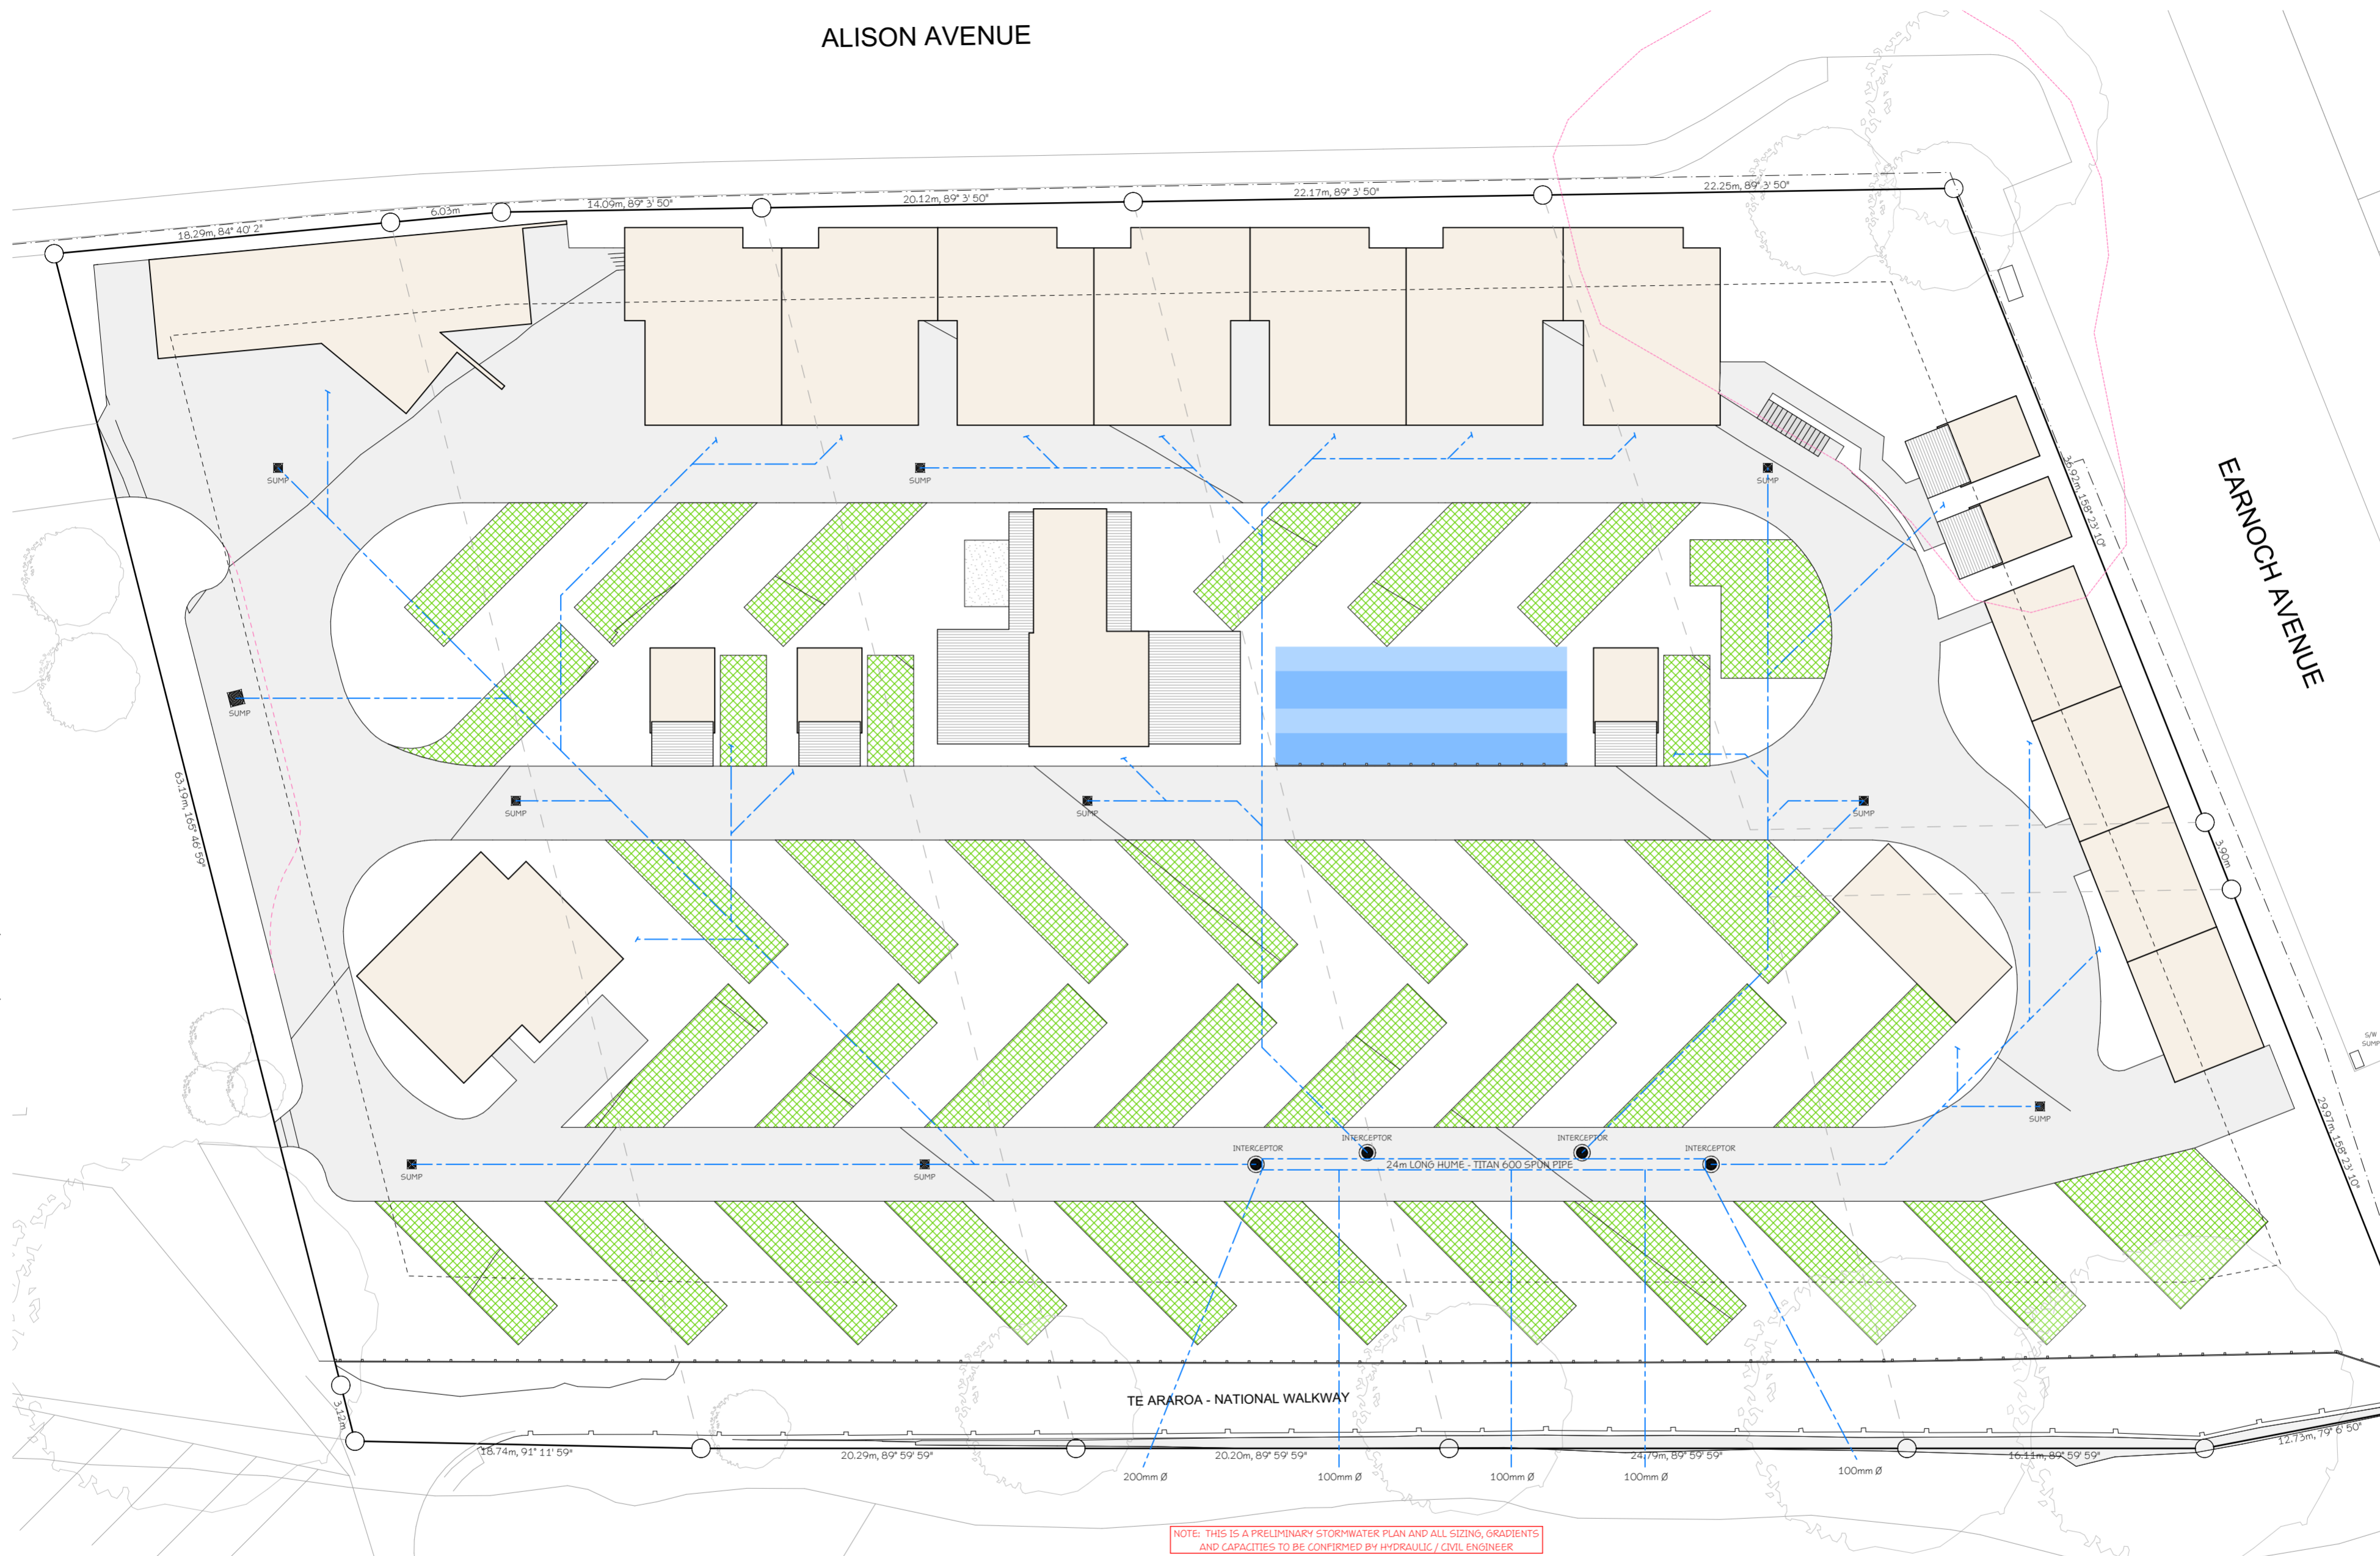 ALISON AVENUE
18.29m, 84° 40' 2"
6.03m
14.09m, 89° 3' 50"
20.12m, 89° 3' 50"
22.17m, 89° 3' 50"
22.25m, 89° 3' 50"
36.92m, 158° 23' 10"
EARNOCH AVENUE
SUMP
SUMP
SUMP
SUMP
63.19m, 165° 46' 59"
SUMP
SUMP
SUMP
3.90m
S/W
SUMP
SUMP
29.97m, 158° 23' 10"
INTERCEPTOR
INTERCEPTOR
INTERCEPTOR
INTERCEPTOR
24m LONG HUME - TITAN 600 SPUN PIPE
SUMP
SUMP
TE ARAROA - NATIONAL WALKWAY
3.12m
18.74m, 91° 11' 59"
20.29m, 89° 59' 59"
20.20m, 89° 59' 59"
24.79m, 89° 59' 59"
16.11m, 89° 59' 59"
12.73m, 79° 6' 50"
200mm Ø
100mm Ø
100mm Ø
100mm Ø
100mm Ø
NOTE: THIS IS A PRELIMINARY STORMWATER PLAN AND ALL SIZING, GRADIENTS
AND CAPACITIES TO BE CONFIRMED BY HYDRAULIC / CIVIL ENGINEER